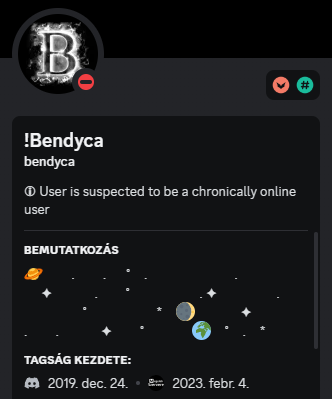 B
!Bendyca
bendyca
User is suspected to be a chronically online
user
BEMUTATKOZÁS
TAGSÁG KEZDETE:
2019. dec. 24. • 2023. febr. 4.